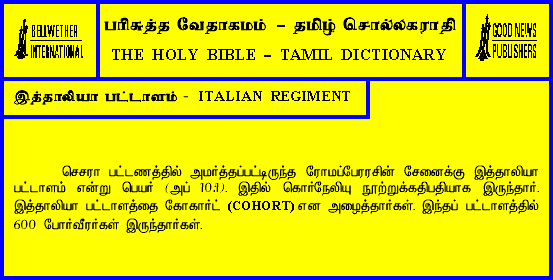 BELLWETHER
INTERNATIONAL
பரிசுத்த வேதாகமம் – தமிழ் சொல்லகராதி
THE HOLY BIBLE – TAMIL DICTIONARY
GOOD NEWS
PUBLISHERS
இத்தாலியா பட்டாளம் - ITALIAN REGIMENT
செசரா பட்டணத்தில் அமர்த்தப்பட்டிருந்த ரோமப்பேரரசின் சேனைக்கு இத்தாலியா
பட்டாளம் என்று பெயர் (அப் 10:1). இதில் கொர்நேலியு நூற்றுக்கதிபதியாக இருந்தார்.
இத்தாலியா பட்டாளத்தை கோகார்ட் (COHORT) என அழைத்தார்கள். இந்தப் பட்டாளத்தில்
600 போர்வீரர்கள் இருந்தார்கள்.